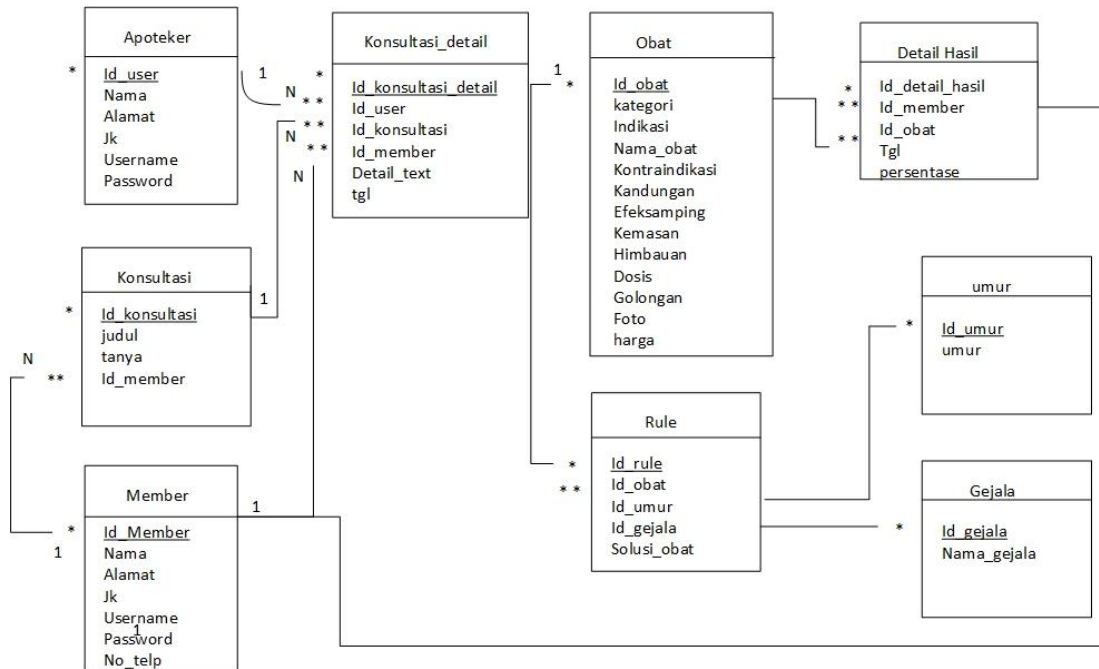 Apoteker
*
Id_user
Nama
Alamat
Jk
Username
Password
1
N
N
N
Konsultasi_detail
*
* *
* *
* *
Id_konsultasi_detail
Id_user
Id_konsultasi
Id_member
Detail_text
tgl
Obat
1
*
Id_obat
kategori
Indikasi
Nama_obat
Kontraindikasi
Kandungan
Efeksamping
Kemasan
Himbauan
Dosis
Golongan
Foto
harga
Detail Hasil
*
* *
* *
Id_detail_hasil
Id_member
Id_obat
Tgl
persentase
Konsultasi
*
Id_konsultasi
judul
tanya
Id_member
1
N
**
umur
*
Id_umur
umur
Rule
*
* *
Id_rule
Id_obat
Id_umur
Id_gejala
Solusi_obat
Gejala
*
Id_gejala
Nama_gejala
Member
1
*
1
Id_Member
Nama
Alamat
Jk
Username
Password
1
No_telp